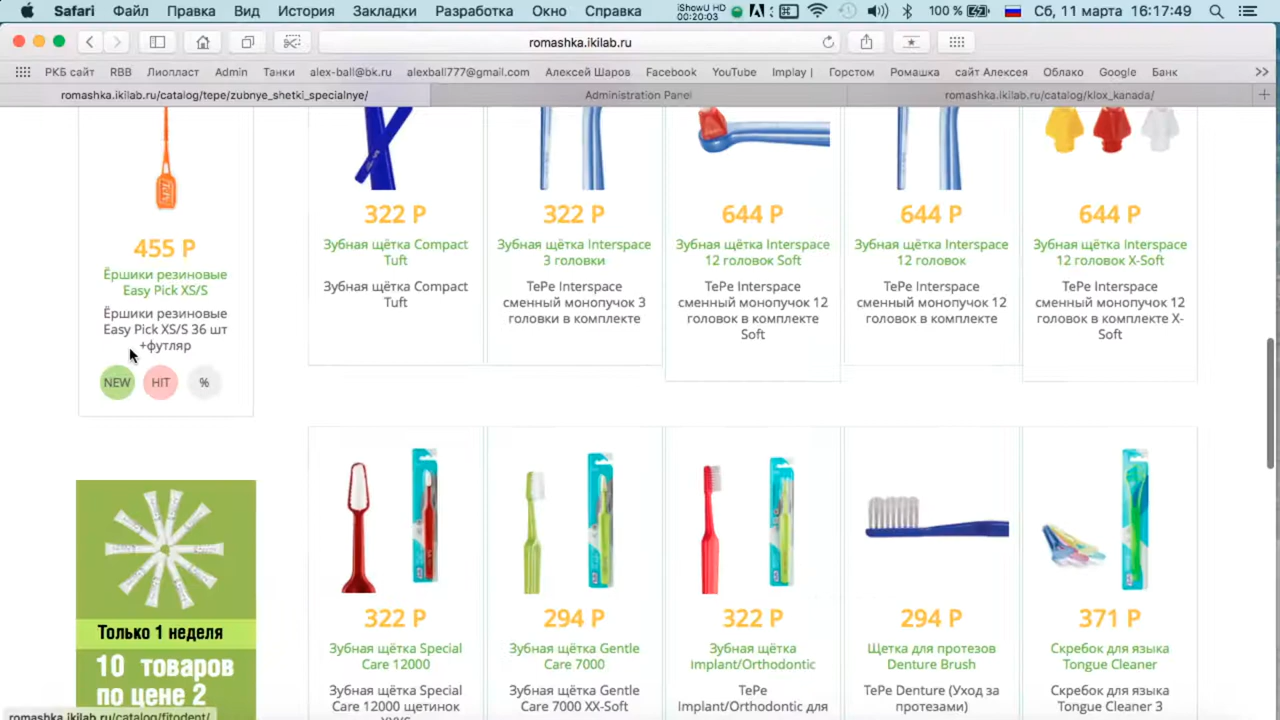 Safari Файл Правка Вид История Закладки Разработка Окно Справка iShowU HD 00:20:03 100 % Сб, 11 марта 16:17:49
romashka.ikilab.ru
РКБ сайт RBB Лиопласт Admin Танки alex-ball@bk.ru alexball777@gmail.com Алексей Шаров Facebook YouTube Implay | Горстом Ромашка сайт Алексея Облако Google Банк
romashka.ikilab.ru/catalog/tepe/zubnye_shetki_specialnye/ Administration Panel romashka.ikilab.ru/catalog/klox_kanada/
455 Р
Ёршики резиновые
Easy Pick XS/S
Ёршики резиновые
Easy Pick XS/S 36 шт
+футляр
NEW HIT %
Только 1 неделя
10 товаров
по цене 2
322 Р
Зубная щётка Compact
Tuft
Зубная щётка Compact
Tuft
322 Р
Зубная щётка Interspace
3 головки
TePe Interspace
сменный монопучок 3
головки в комплекте
644 Р
Зубная щётка Interspace
12 головок Soft
TePe Interspace
сменный монопучок 12
головок в комплекте
Soft
644 Р
Зубная щётка Interspace
12 головок
TePe Interspace
сменный монопучок 12
головок в комплекте
644 Р
Зубная щётка Interspace
12 головок X-Soft
TePe Interspace
сменный монопучок 12
головок в комплекте X-
Soft
322 Р
Зубная щётка Special
Care 12000
Зубная щётка Special
Care 12000 щетинок
294 Р
Зубная щётка Gentle
Care 7000
Зубная щётка Gentle
Care 7000 XX-Soft
322 Р
Зубная щётка
Implant/Orthodontic
TePe
Implant/Orthodontic для
294 Р
Щетка для протезов
Denture Brush
TePe Denture (Уход за
протезами)
371 Р
Скребок для языка
Tongue Cleaner
Скребок для языка
Tongue Cleaner 3
romashka.ikilab.ru/catalog/fitodent/